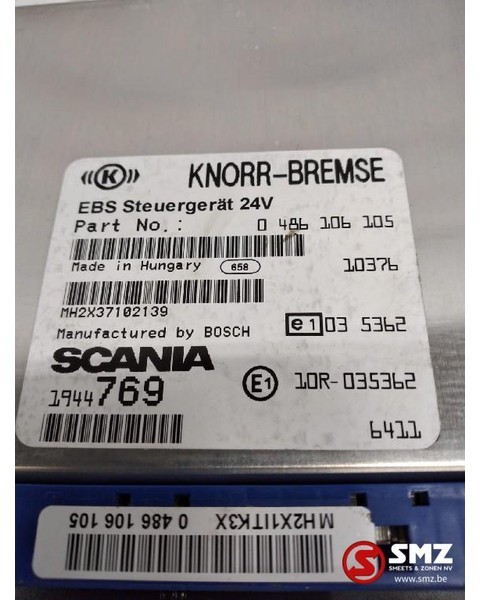 K KNORR-BREMSE
EBS Steuergerät 24V
Part No.: 0 486 106 105
Made in Hungary 658 10376
MH2X37102139
Manufactured by BOSCH e1 03 5362
SCANIA
1944769 E1 10R-035362
6411
0 486 106 105 MH2X1ITK3X
SMZ
SMEETS & ZONEN NV
www.smz.be